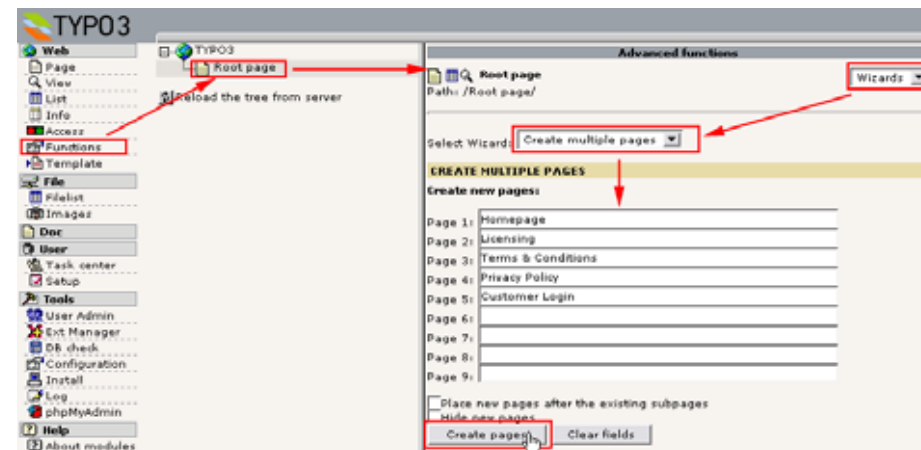 TYPO3
Web
Page
View
List
Info
Access
Functions
Template
File
Filelist
Images
Doc
User
Task center
Setup
Tools
User Admin
Ext Manager
DB check
Configuration
Install
Log
phpMyAdmin
Help
About modules
TYPO3
Root page
Reload the tree from server
Advanced functions
Root page
Wizards
Path: /Root page/
Select Wizard: Create multiple pages
CREATE MULTIPLE PAGES
Create new pages:
Page 1: Homepage
Page 2: Licensing
Page 3: Terms & Conditions
Page 4: Privacy Policy
Page 5: Customer Login
Page 6:
Page 7:
Page 8:
Page 9:
Place new pages after the existing subpages
Hide new pages
Create pages Clear fields